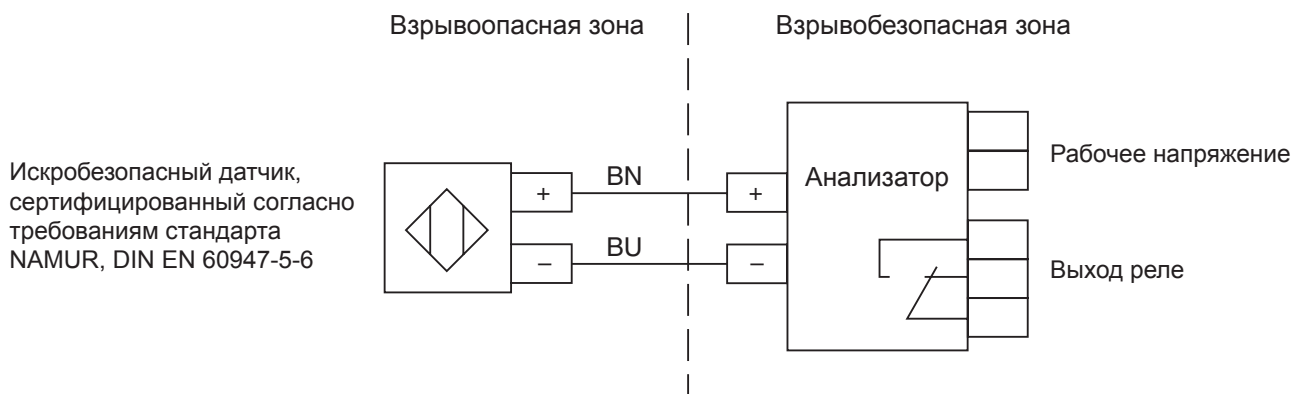 Взрывоопасная зона
Взрывобезопасная зона
Искробезопасный датчик,
сертифицированный согласно
требованиям стандарта
NAMUR, DIN EN 60947-5-6
+
BN
+
–
BU
–
Анализатор
Рабочее напряжение
Выход реле